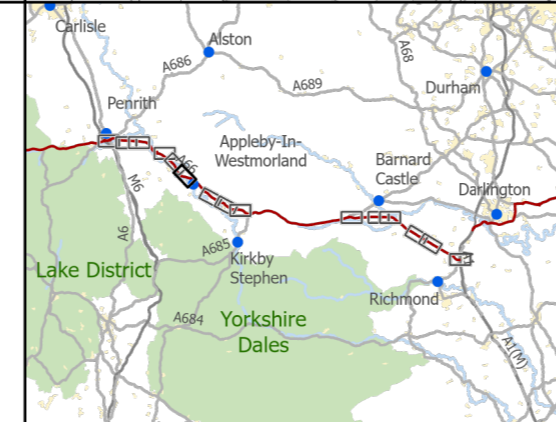 Carlisle
Alston
A686
A689
A68
Durham
Penrith
Appleby-In-
Westmorland
A66
Barnard
Castle
Darlington
M6
A6
A685
Kirkby
Stephen
Lake District
Richmond
A684
Yorkshire
Dales
A1(M)